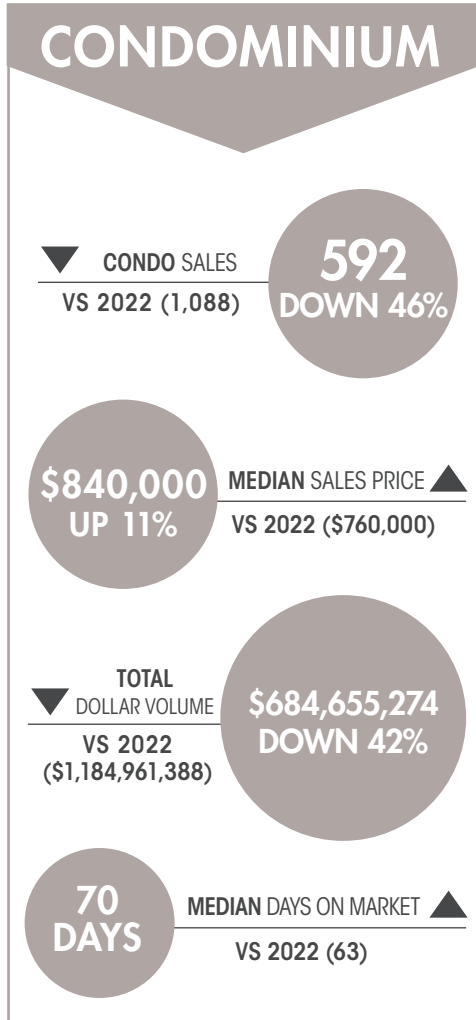 CONDOMINIUM
CONDO SALES
VS 2022 (1,088)
592
DOWN 46%
$840,000
UP 11%
MEDIAN SALES PRICE
VS 2022 ($760,000)
TOTAL
DOLLAR VOLUME
VS 2022
($1,184,961,388)
$684,655,274
DOWN 42%
70
DAYS
MEDIAN DAYS ON MARKET
VS 2022 (63)